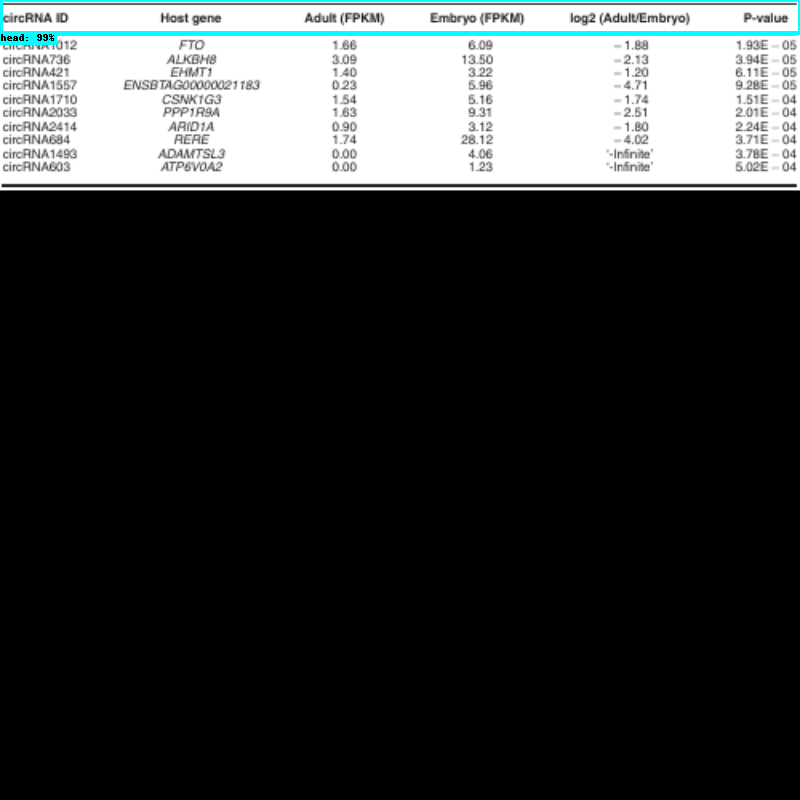 circRNA ID Host gene Adult (FPKM) Embryo (FPKM) log2 (Adult/Embryo) P-value
head: 99%
circRNA1012 FTO 1.66 6.09 – 1.88 1.93E – 05
circRNA736 ALKBH8 3.09 13.50 – 2.13 3.94E – 05
circRNA421 EHMT1 1.40 3.22 – 1.20 6.11E – 05
circRNA1557 ENSBTAG00000021183 0.23 5.96 – 4.71 9.28E – 05
circRNA1710 CSNK1G3 1.54 5.16 – 1.74 1.51E – 04
circRNA2033 PPP1R9A 1.63 9.31 – 2.51 2.01E – 04
circRNA2414 ARID1A 0.90 3.12 – 1.80 2.24E – 04
circRNA684 RERE 1.74 28.12 – 4.02 3.71E – 04
circRNA1493 ADAMTSL3 0.00 4.06 ‘-Infinite’ 3.78E – 04
circRNA603 ATP6V0A2 0.00 1.23 ‘-Infinite’ 5.02E – 04